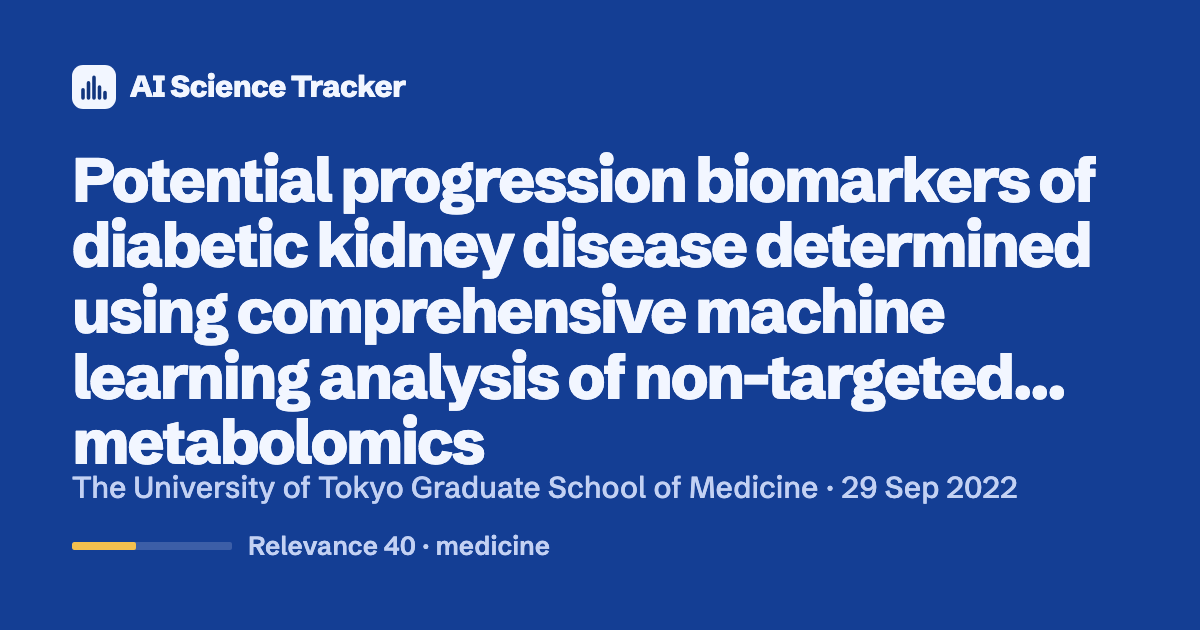 AI Science Tracker
Potential progression biomarkers of
diabetic kidney disease determined
using comprehensive machine
learning analysis of non-targeted...
metabolomics
The University of Tokyo Graduate School of Medicine · 29 Sep 2022
Relevance 40 · medicine